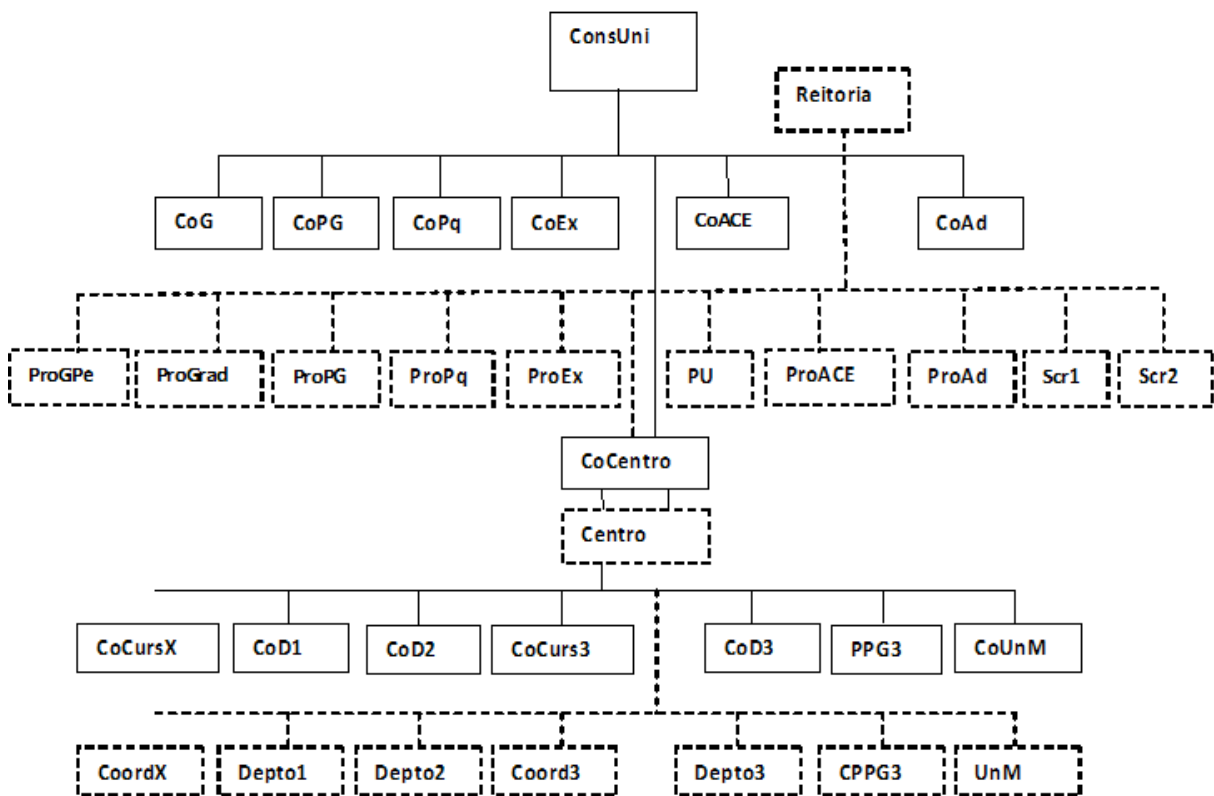 ConsUni
Reitoria
CoG CoPG CoPq CoEx CoACE CoAd
ProGPe ProGrad ProPG ProPq ProEx PU ProACE ProAd Scr1 Scr2
CoCentro
Centro
CoCursX CoD1 CoD2 CoCurs3 CoD3 PPG3 CoUnM
CoordX Depto1 Depto2 Coord3 Depto3 CPPG3 UnM